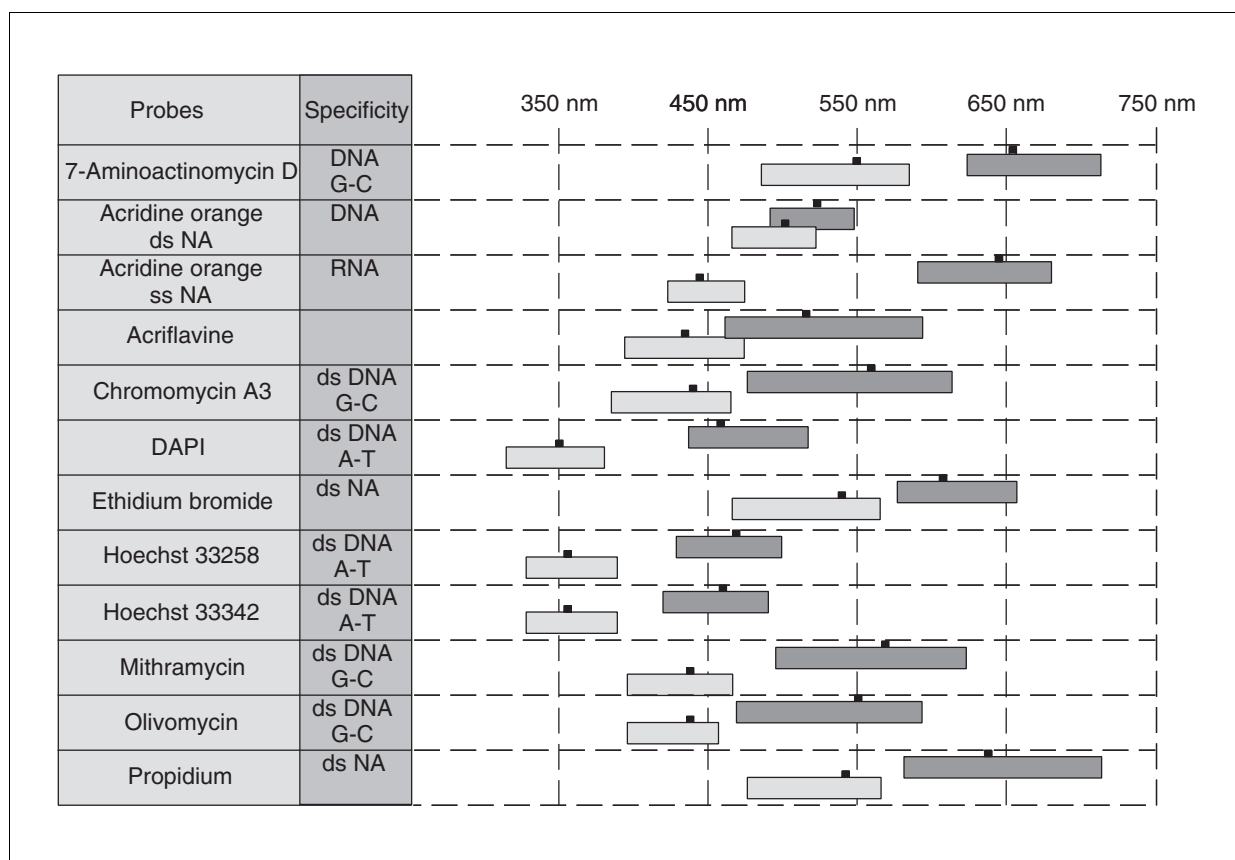 Probes Specificity 350 nm 450 nm 550 nm 650 nm 750 nm
7-Aminoactinomycin D DNA
G-C
Acridine orange DNA
ds NA
Acridine orange RNA
ss NA
Acriflavine
Chromomycin A3 ds DNA
G-C
DAPI ds DNA
A-T
Ethidium bromide ds NA
Hoechst 33258 ds DNA
A-T
Hoechst 33342 ds DNA
A-T
Mithramycin ds DNA
G-C
Olivomycin ds DNA
G-C
Propidium ds NA